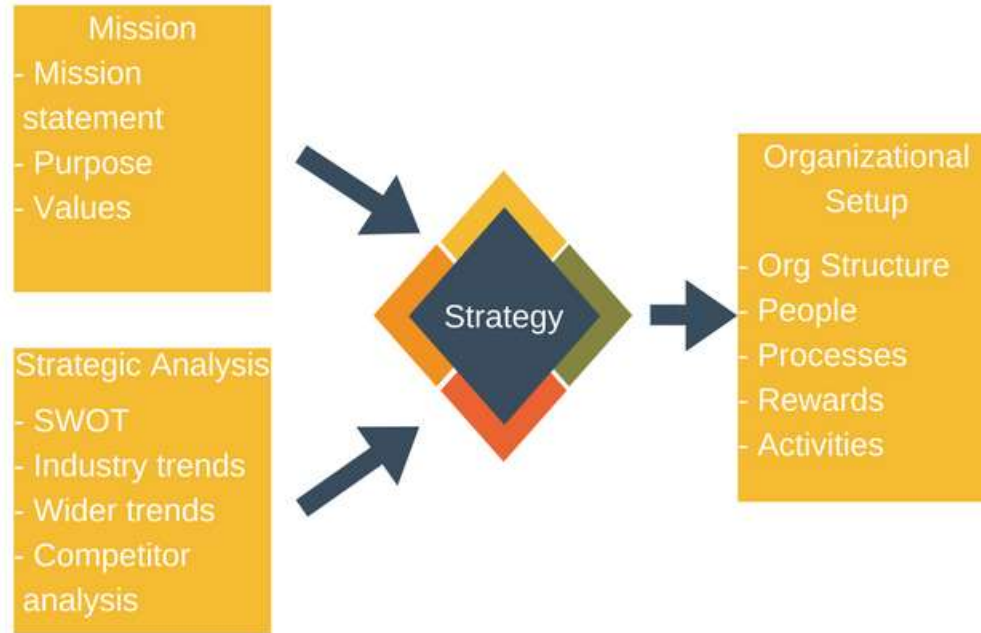 Mission
- Mission
statement
- Purpose
- Values
Strategic Analysis
- SWOT
- Industry trends
- Wider trends
- Competitor
analysis
Strategy
Organizational
Setup
- Org Structure
- People
- Processes
- Rewards
- Activities